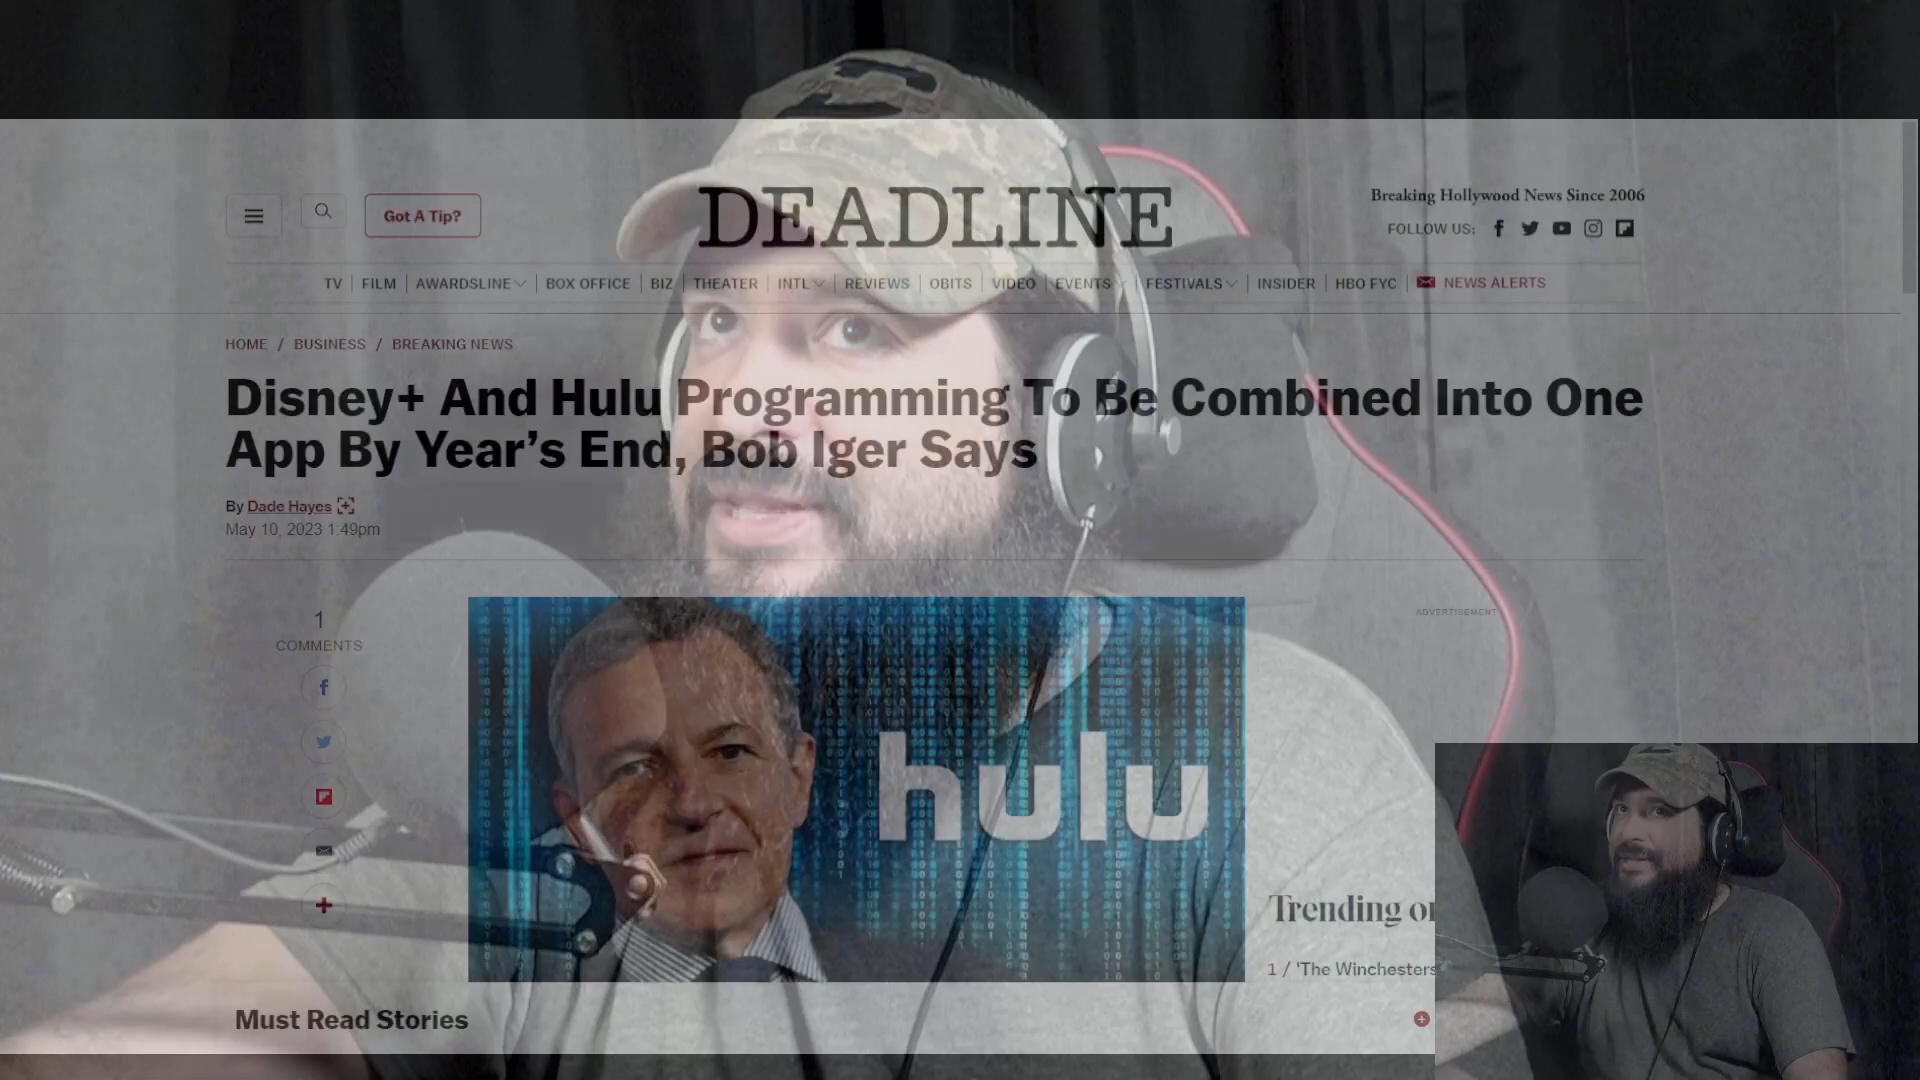 DEADLINE
Breaking Hollywood News Since 2006
Got A Tip?
FOLLOW US:
TV | FILM | AWARDSLINE | BOX OFFICE | BIZ | THEATER | INTL | REVIEWS | OBITS | VIDEO | EVENTS | FESTIVALS | INSIDER | HBO FYC | NEWS ALERTS
HOME / BUSINESS / BREAKING NEWS
Disney+ And Hulu Programming To Be Combined Into One
App By Year's End, Bob Iger Says
By Dade Hayes
May 10, 2023 1:49pm
1
COMMENTS
ADVERTISEMENT
hulu
Trending
1 / 'The Winchesters
Must Read Stories